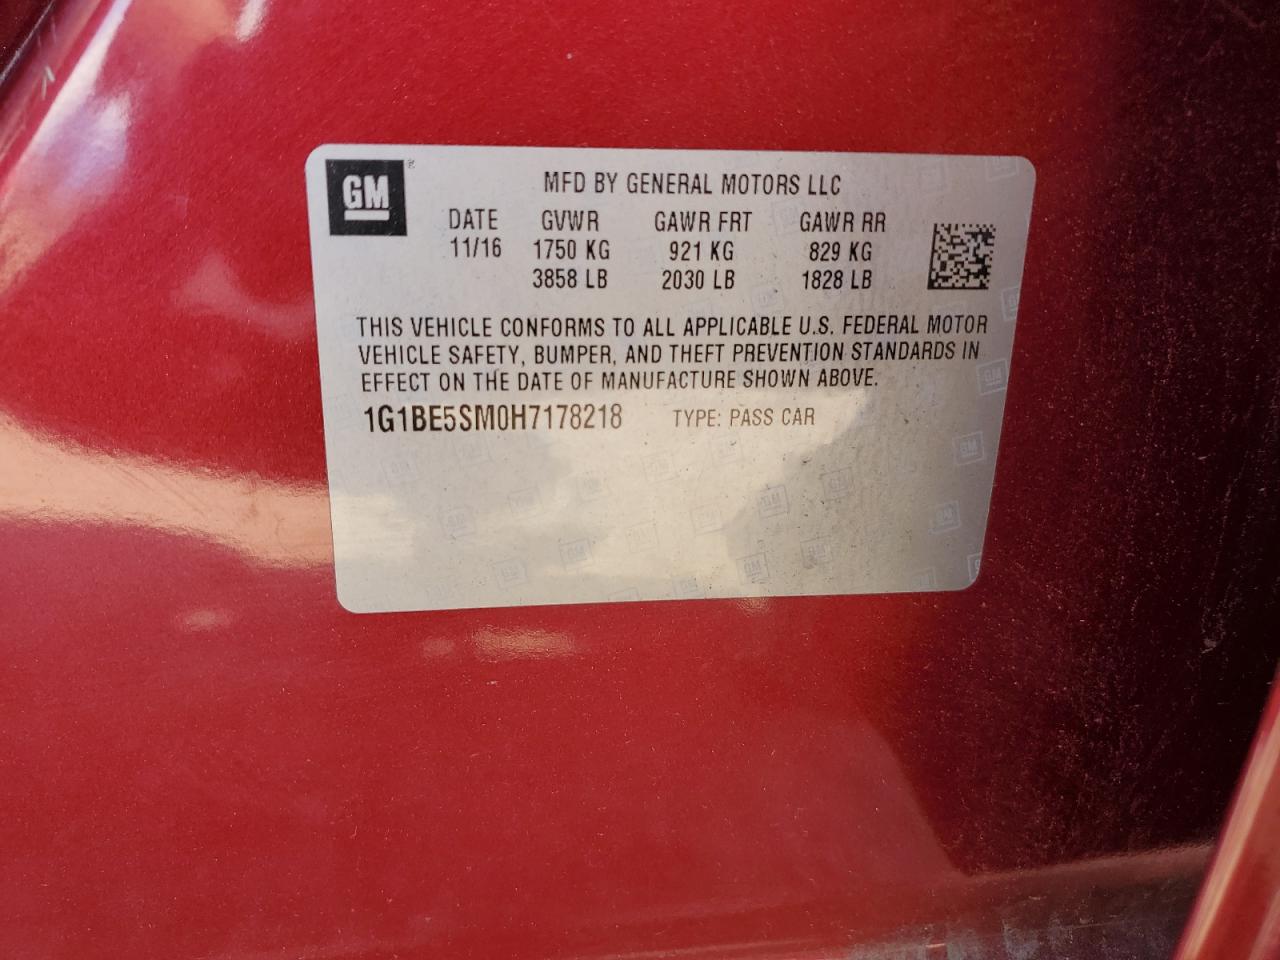 GM
MFD BY GENERAL MOTORS LLC
DATE GVWR GAWR FRT GAWR RR
11/16 1750 KG 921 KG 829 KG
3858 LB 2030 LB 1828 LB
THIS VEHICLE CONFORMS TO ALL APPLICABLE U.S. FEDERAL MOTOR
VEHICLE SAFETY, BUMPER, AND THEFT PREVENTION STANDARDS IN
EFFECT ON THE DATE OF MANUFACTURE SHOWN ABOVE.
1G1BE5SM0H7178218 TYPE: PASS CAR